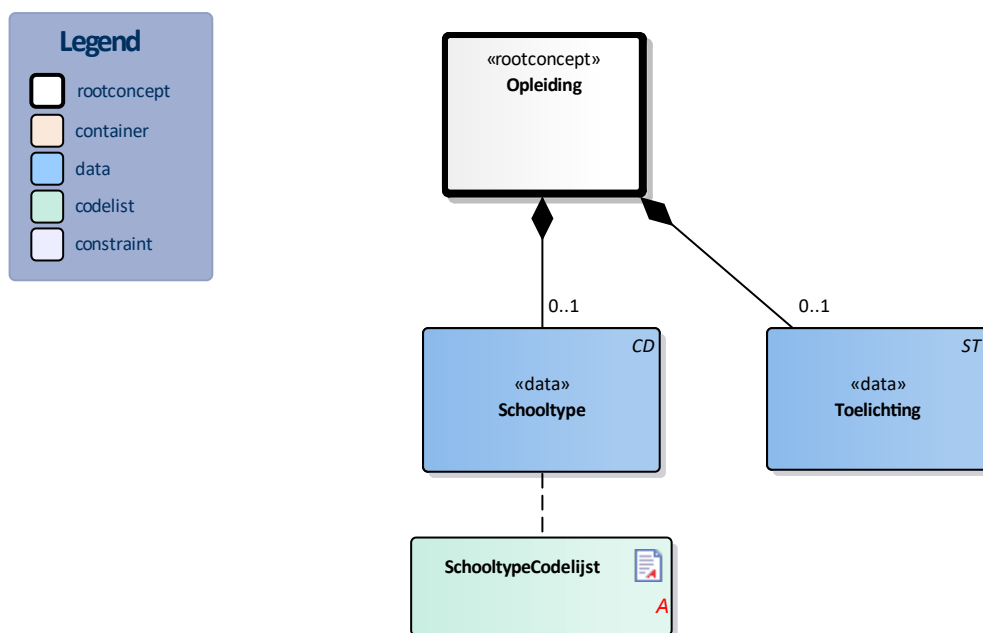 Legend
rootconcept
container
data
codelist
constraint
«rootconcept»
Opleiding
0..1
0..1
CD
«data»
Schooltype
ST
«data»
Toelichting
SchooltypeCodelijst
A